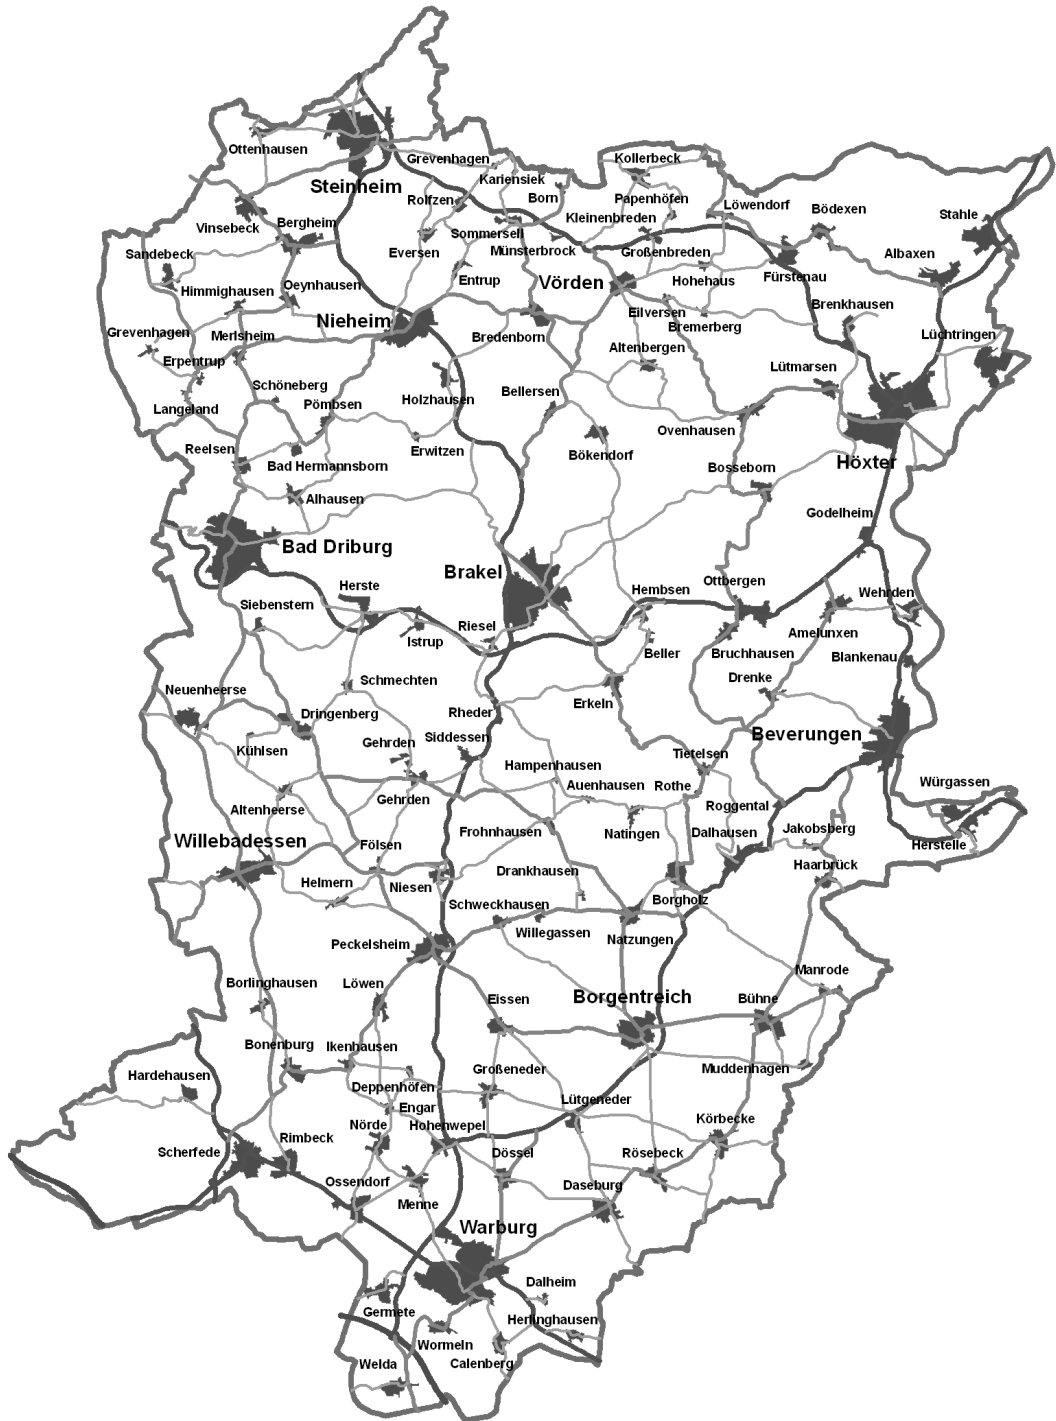 Ottenhausen
Grevenhagen
Kollerbeck
Steinheim
Kariensiek
Rolfzen
Born
Papenhöfen
Löwendorf
Bödexen
Stahle
Vinsebeck
Bergheim
Kleinenbreden
Sommersell
Sandebeck
Eversen
Münsterbrock
Großenbreden
Albaxen
Himmighausen
Oeynhausen
Entrup
Vörden
Hohehaus
Fürstenau
Grevenhagen
Merlsheim
Nieheim
Bredenborn
Eilversen
Bremerberg
Brenkhausen
Lüchtringen
Erpentrup
Altenbergen
Lütmarsen
Langeland
Schöneberg
Pömbsen
Holzhausen
Bellersen
Ovenhausen
Reelsen
Bad Hermannsborn
Erwitzen
Bökendorf
Bosseborn
Höxter
Alhausen
Godelheim
Bad Driburg
Brakel
Siebenstern
Herste
Hembsen
Ottbergen
Wehrden
Istrup
Riesel
Beller
Bruchhausen
Amelunxen
Blankenau
Neuenheerse
Schmechten
Erkeln
Drenke
Dringenberg
Rheder
Beverungen
Kühlsen
Gehrden
Siddessen
Hampenhausen
Tietelsen
Altenheerse
Gehrden
Auenhausen
Rothe
Roggental
Würgassen
Willebadessen
Fölsen
Frohnhausen
Natingen
Dalhausen
Jakobsberg
Herstelle
Helmern
Niesen
Drankhausen
Haarbrück
Schweckhausen
Borgholz
Peckelsheim
Willegassen
Natzungen
Borlinghausen
Löwen
Eissen
Borgentreich
Bühne
Manrode
Bonenburg
Ikenhausen
Hardehausen
Deppenhöfen
Großeneder
Muddenhagen
Engar
Lütgeneder
Scherfede
Rimbeck
Nörde
Hohenwepel
Körbecke
Dössel
Rösebeck
Ossendorf
Menne
Daseburg
Warburg
Dalheim
Germete
Herlinghausen
Wormeln
Welda
Calenberg